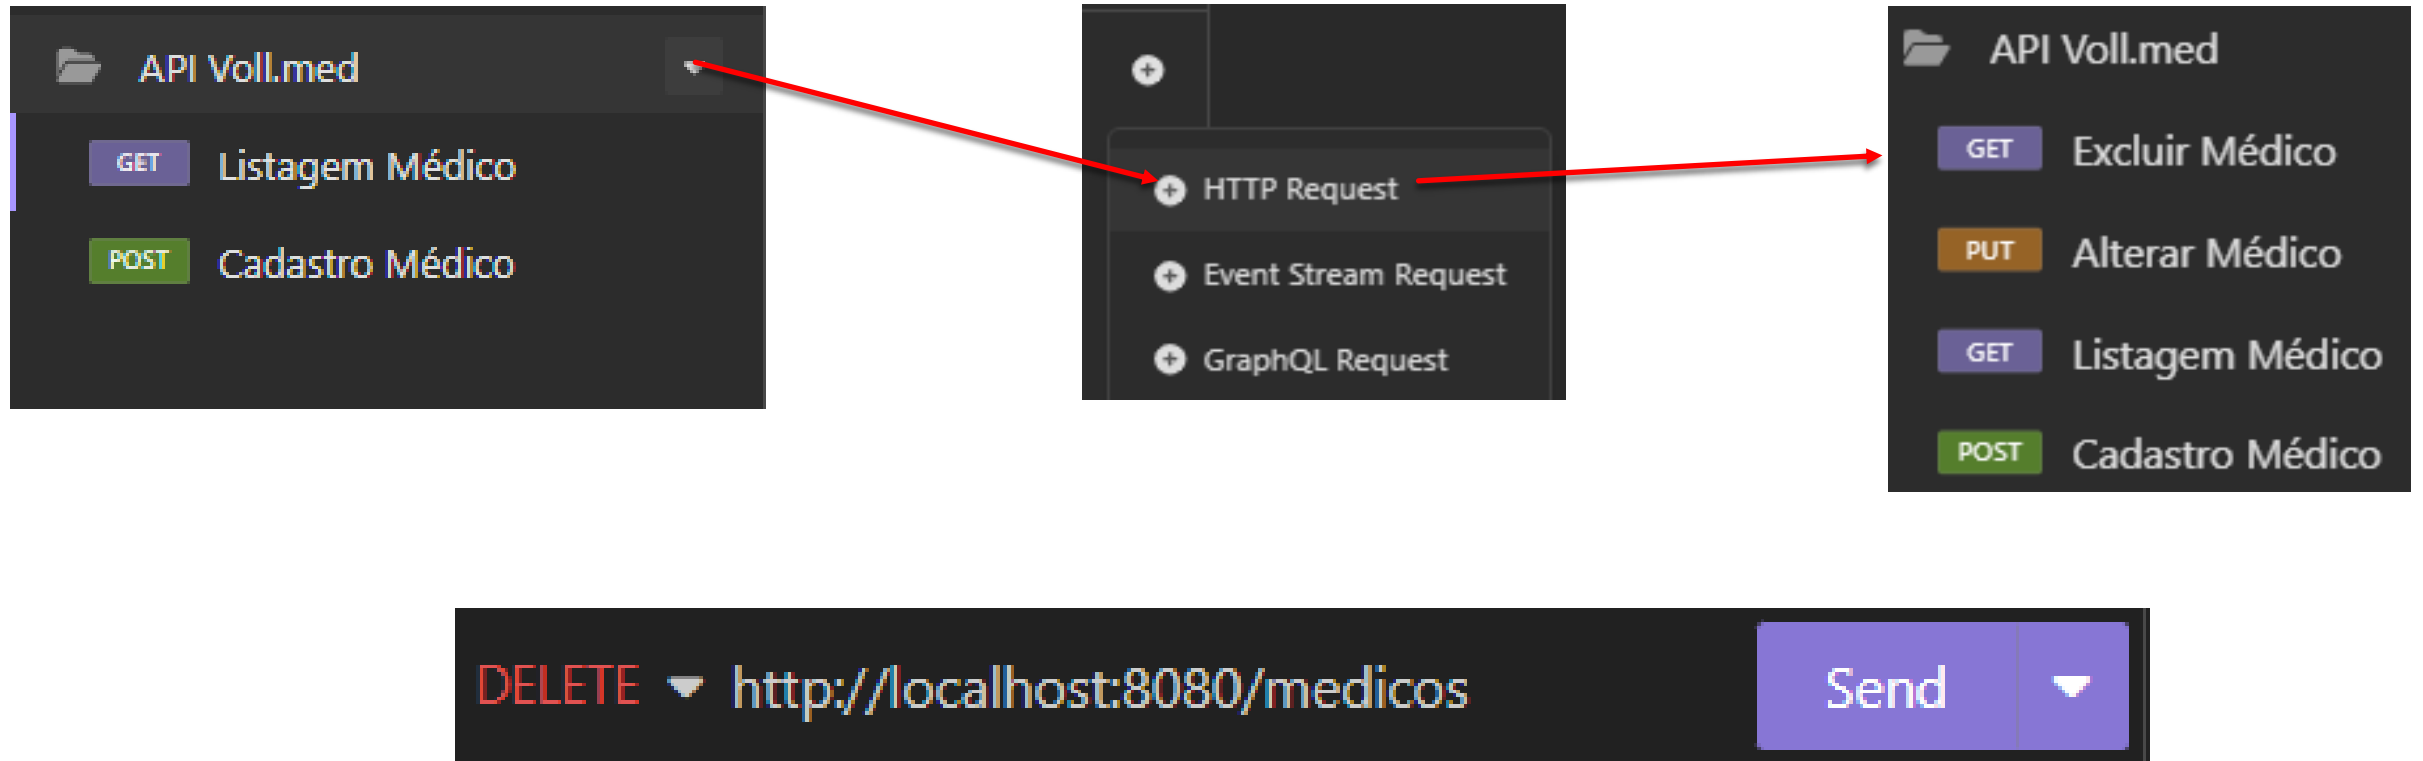 API Voll.med
GET Listagem Médico
POST Cadastro Médico
HTTP Request
Event Stream Request
GraphQL Request
API Voll.med
GET Excluir Médico
PUT Alterar Médico
GET Listagem Médico
POST Cadastro Médico
DELETE http://localhost:8080/medicos Send